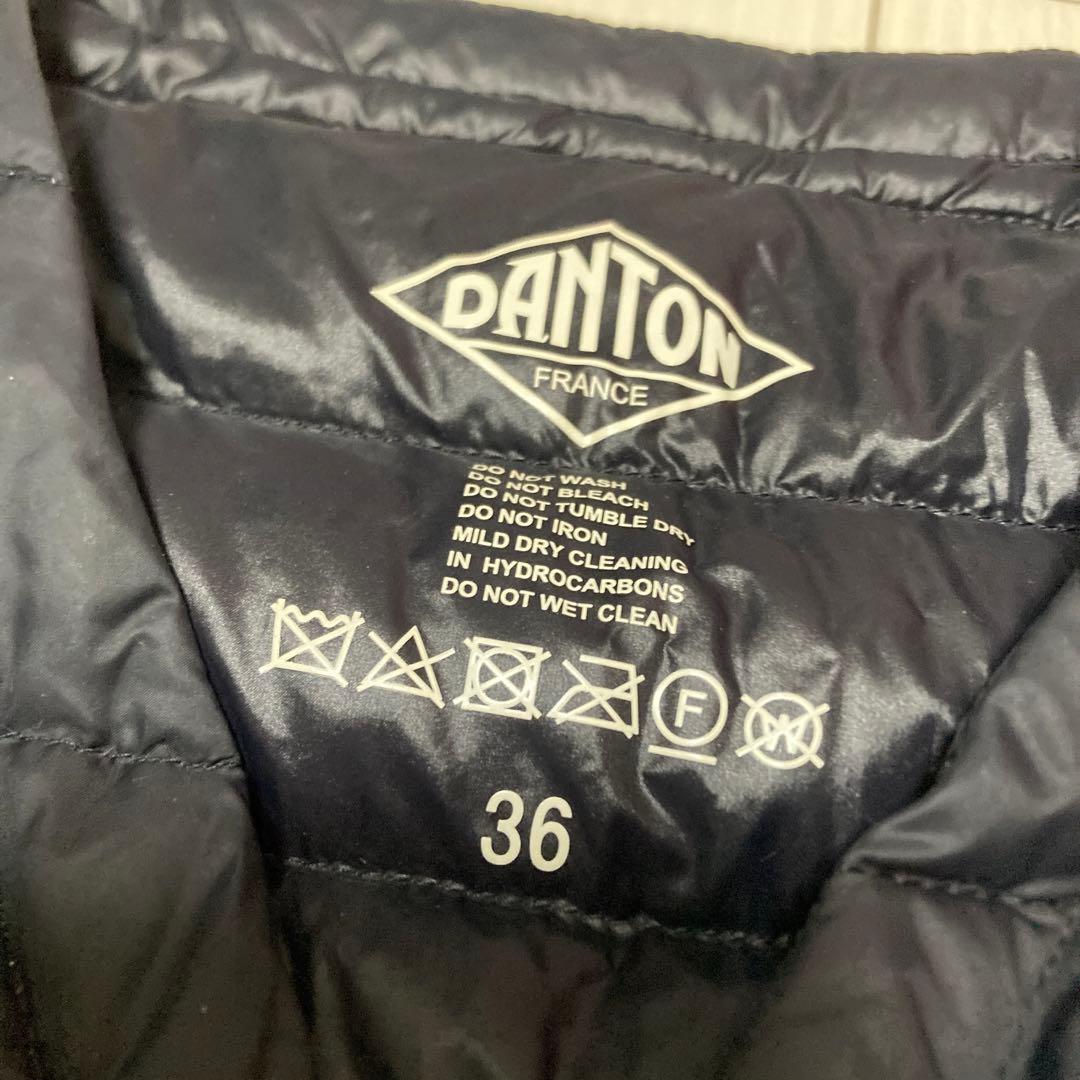 DANTON
FRANCE
DO NOT WASH
DO NOT BLEACH
DO NOT TUMBLE DRY
DO NOT IRON
MILD DRY CLEANING
IN HYDROCARBONS
DO NOT WET CLEAN
F W
36